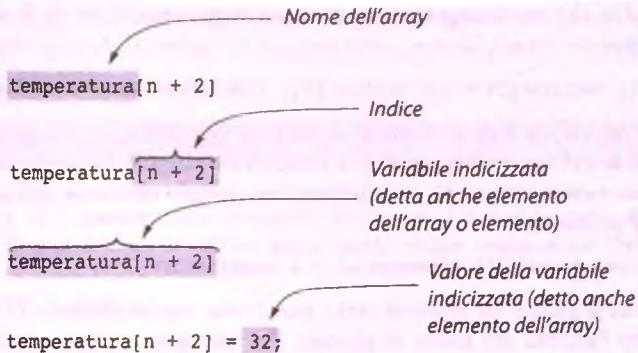 Nome dell'array
temperatura[n + 2]
Indice
temperatura[n + 2]
Variabile indicizzata
(detta anche elemento
dell'array o elemento)
temperatura[n + 2]
Valore della variabile
indicizzata (detto anche
elemento dell'array)
temperatura[n + 2] = 32;